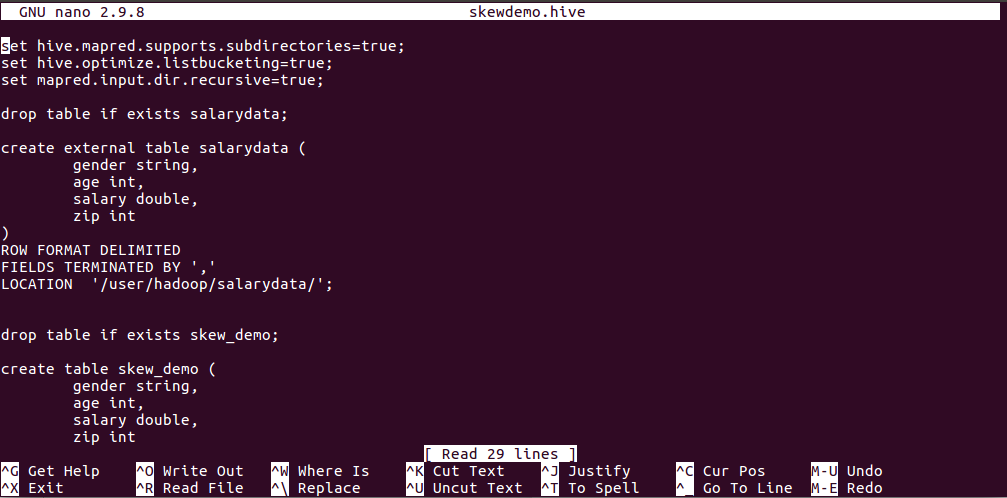 GNU nano 2.9.8 skewdemo.hive
set hive.mapred.supports.subdirectories=true;
set hive.optimize.listbucketing=true;
set mapred.input.dir.recursive=true;
drop table if exists salarydata;
create external table salarydata (
gender string,
age int,
salary double,
zip int
)
ROW FORMAT DELIMITED
FIELDS TERMINATED BY ','
LOCATION  '/user/hadoop/salarydata/';
drop table if exists skew_demo;
create table skew_demo (
gender string,
age int,
salary double,
zip int
[ Read 29 lines ]
^G Get Help ^O Write Out ^W Where Is ^K Cut Text ^J Justify ^C Cur Pos M-U Undo
^X Exit ^R Read File ^\ Replace ^U Uncut Text ^T To Spell ^_ Go To Line M-E Redo